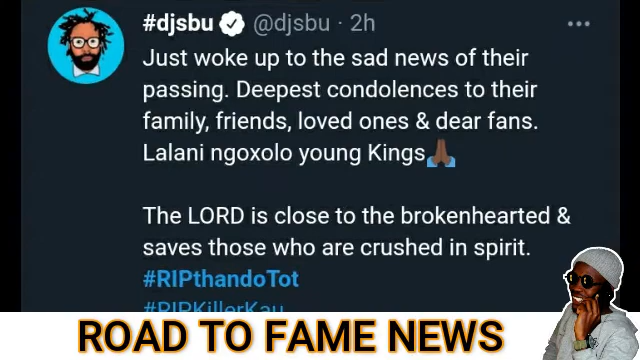 #djsbu @djsbu · 2h
Just woke up to the sad news of their
passing. Deepest condolences to their
family, friends, loved ones & dear fans.
Lalani ngoxolo young Kings🙏🏾
The LORD is close to the brokenhearted &
saves those who are crushed in spirit.
#RIPthandoTot
#RIPKillerKau
ROAD TO FAME NEWS